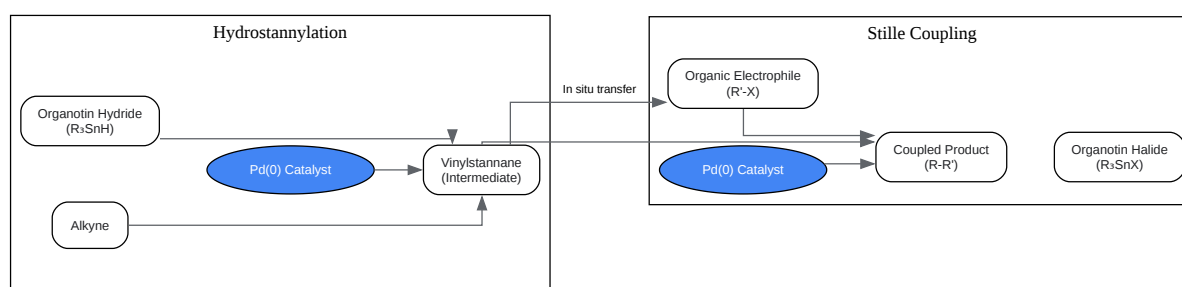 Hydrostannylation
Organotin Hydride
(R₃SnH)
Pd(0) Catalyst
Alkyne
Vinylstannane
(Intermediate)
In situ transfer
Stille Coupling
Organic Electrophile
(R'-X)
Pd(0) Catalyst
Coupled Product
(R-R')
Organotin Halide
(R₃SnX)